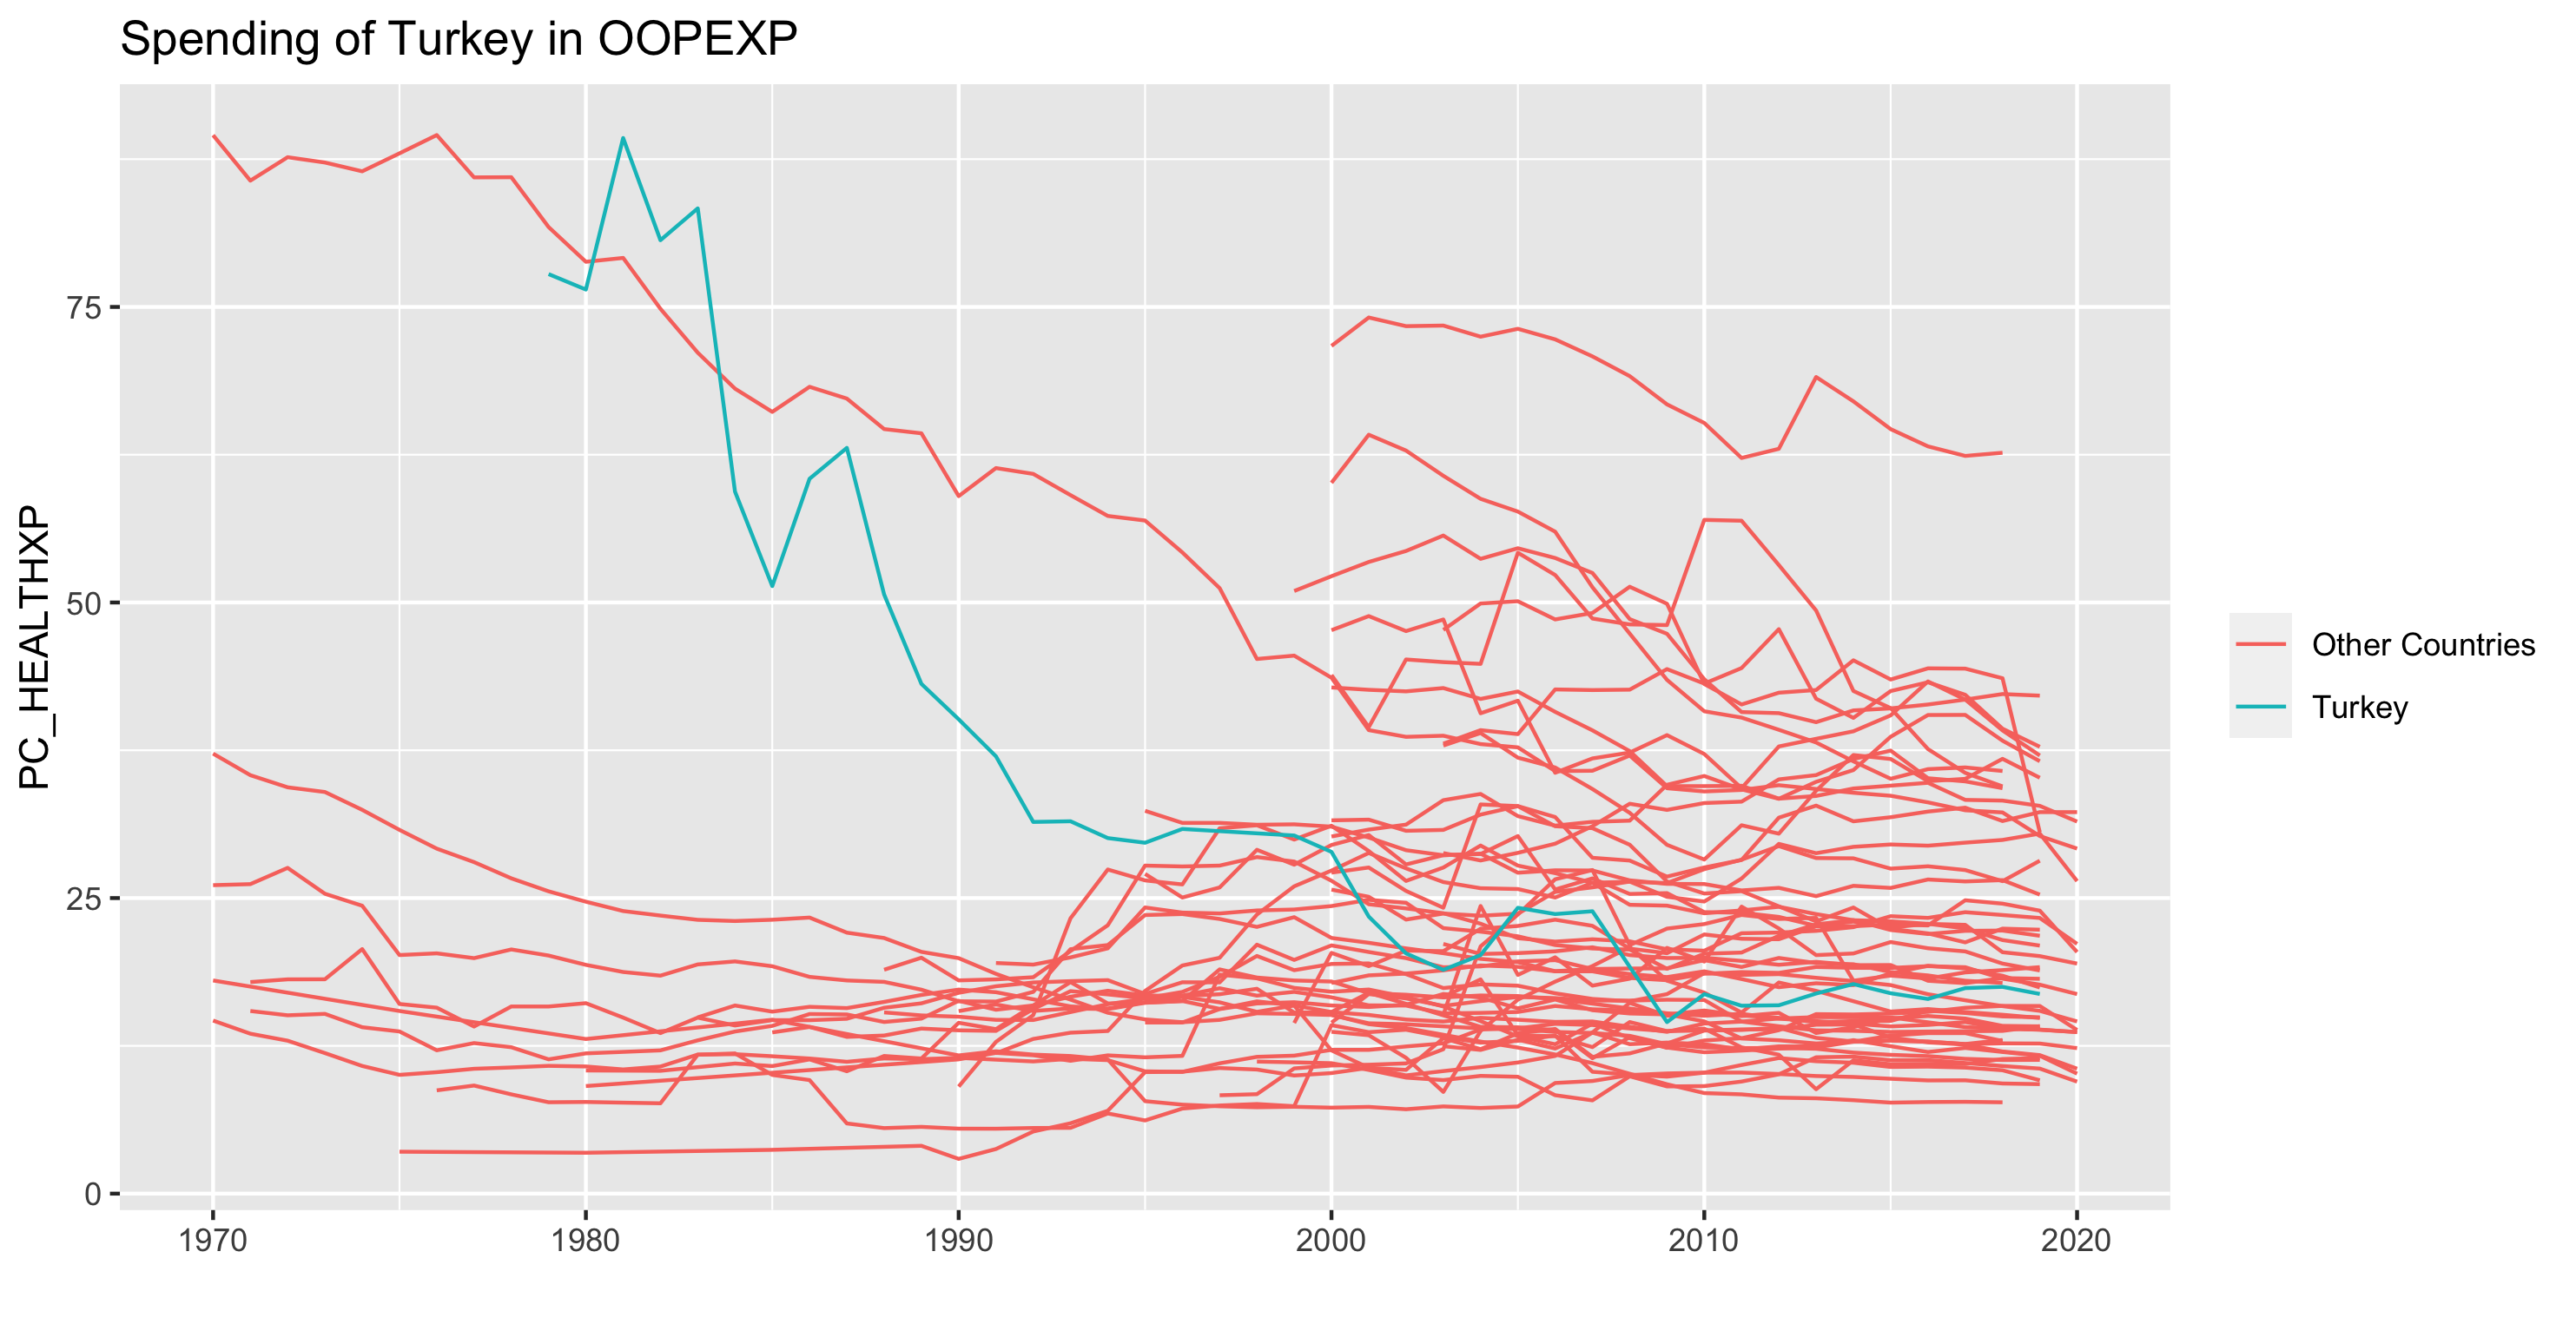 Spending of Turkey in OOPEXP
PC_HEALTHXP
75
50
25
0
1970
1980
1990
2000
2010
2020
Other Countries
Turkey